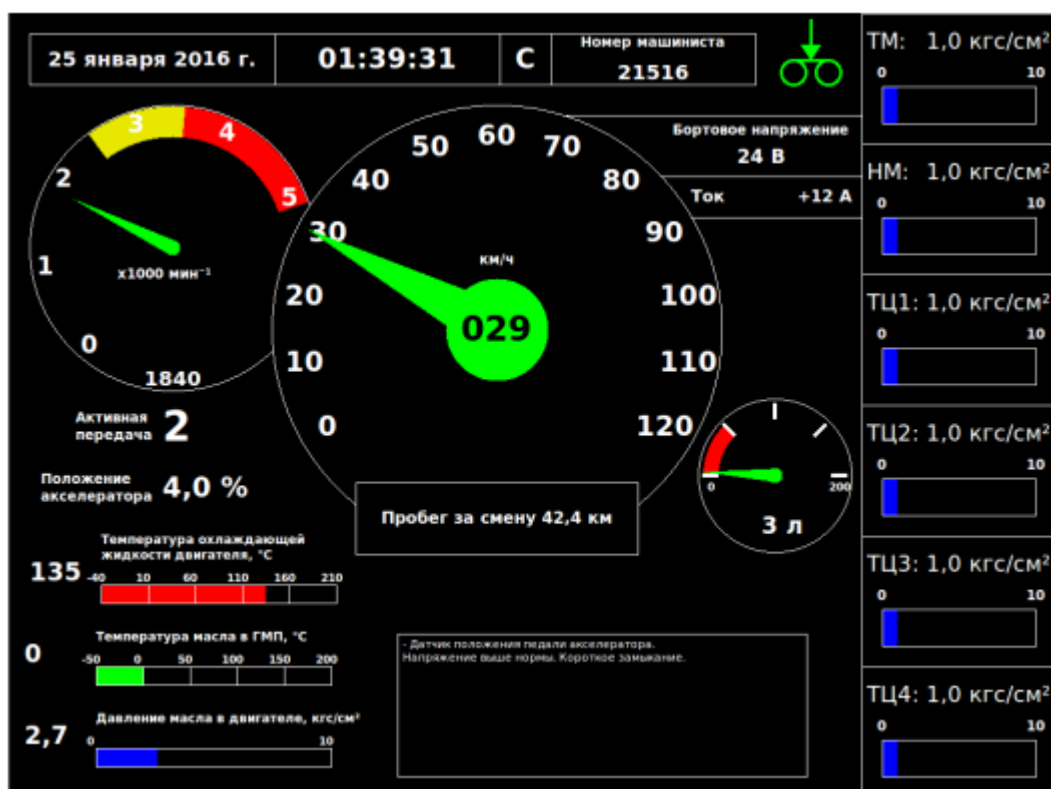 25 января 2016 г.
01:39:31
С
Номер машиниста
21516
ТМ: 1,0 кгс/см²
0 10
Бортовое напряжение
24 В
Ток +12 А
НМ: 1,0 кгс/см²
0 10
0
1
2
3
4
5
x1000 мин⁻¹
1840
0
10
20
30
40
50
60
70
80
90
100
110
120
км/ч
029
ТЦ1: 1,0 кгс/см²
0 10
Активная
передача 2
Положение
акселератора 4,0 %
Пробег за смену 42,4 км
0 200
3 л
ТЦ2: 1,0 кгс/см²
0 10
Температура охлаждающей
жидкости двигателя, °С
135
-40 10 60 110 160 210
ТЦ3: 1,0 кгс/см²
0 10
Температура масла в ГМП, °С
0
-50 0 50 100 150 200
- Датчик положения педали акселератора.
Напряжение выше нормы. Короткое замыкание.
Давление масла в двигателе, кгс/см²
2,7
0 10
ТЦ4: 1,0 кгс/см²
0 10